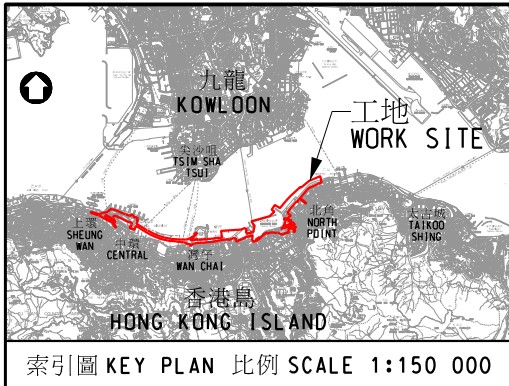 九龍
KOWLOON
工地
WORK SITE
尖沙咀
TSIM SHA
TSUI
上環
SHEUNG
WAN
中環
CENTRAL
灣仔
WAN CHAI
北角
NORTH
POINT
太古城
TAIKOO
SHING
香港島
HONG KONG ISLAND
索引圖 KEY PLAN 比例 SCALE 1:150 000